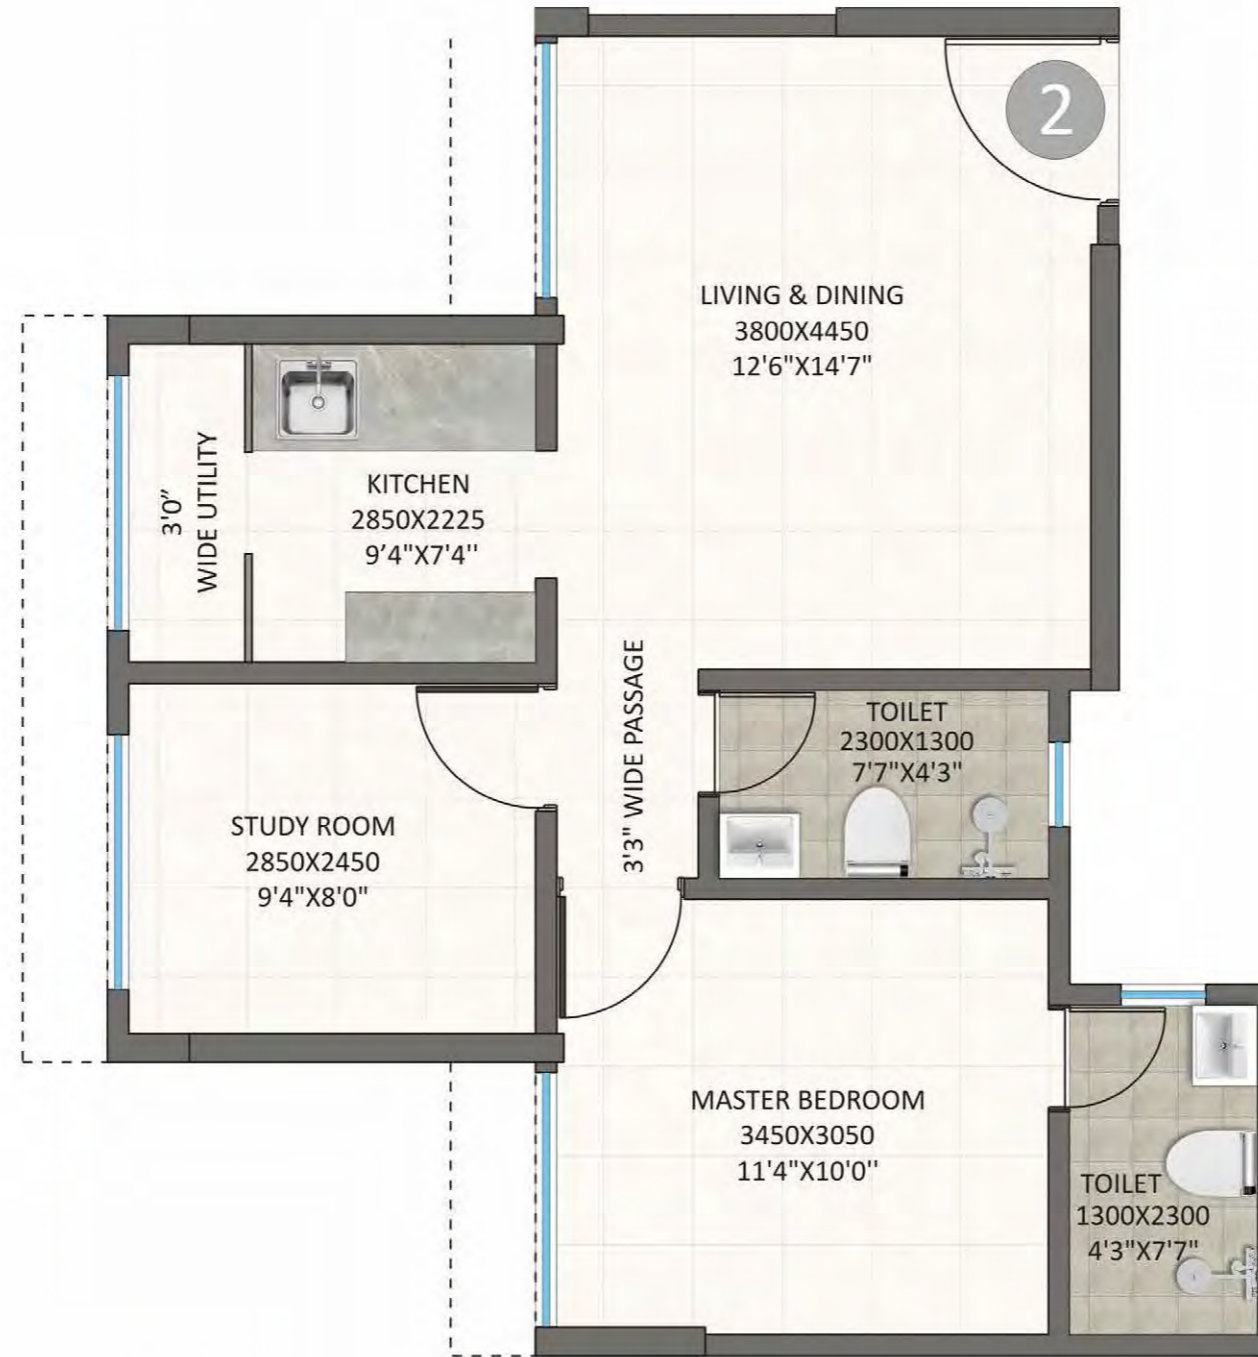 2
LIVING & DINING
3800X4450
12'6"X14'7"
3'0”
WIDE UTILITY
KITCHEN
2850X2225
9’4"X7'4''
3'3" WIDE PASSAGE
TOILET
2300X1300
7'7"X4'3"
STUDY ROOM
2850X2450
9'4"X8'0"
MASTER BEDROOM
3450X3050
11'4"X10'0''
TOILET
1300X2300
4'3"X7'7"